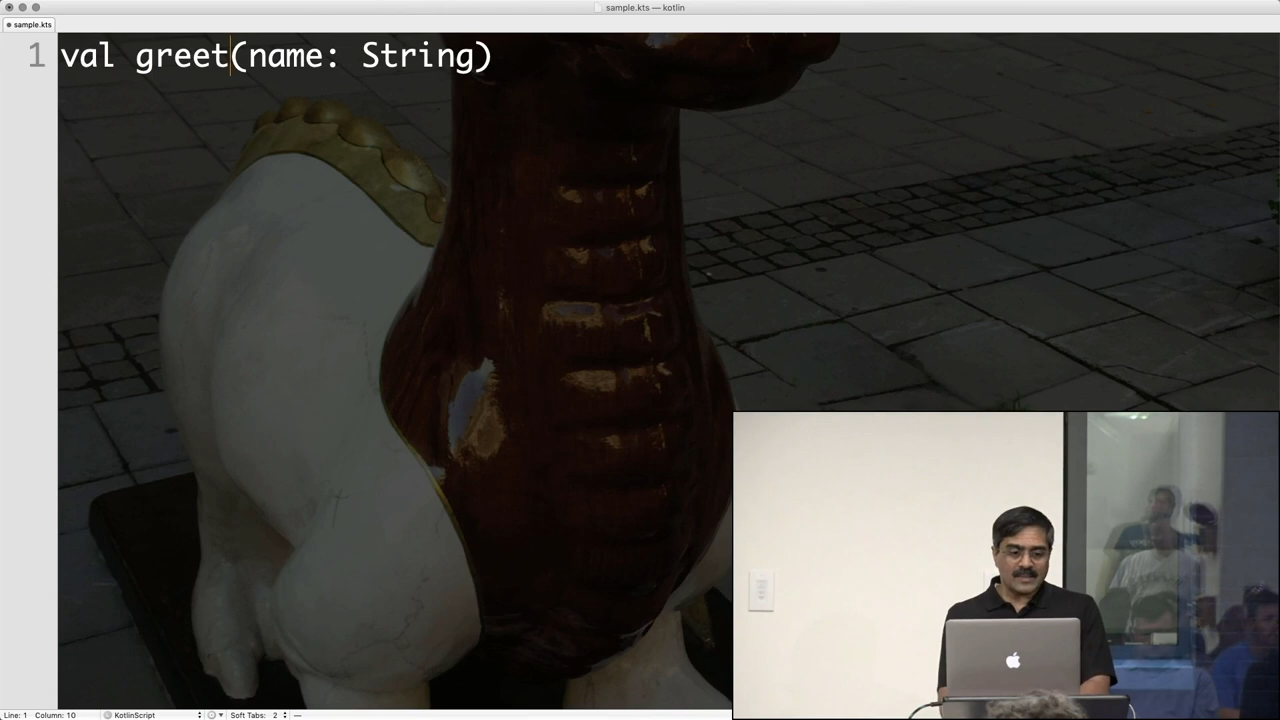 sample.kts — kotlin
sample.kts
1 val greet(name: String)
Line: 1 Column: 10 KotlinScript Soft Tabs: 2 —